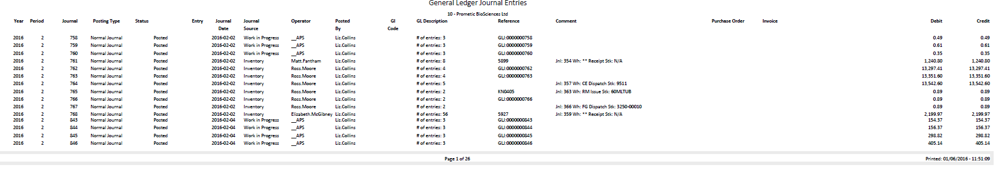 General Ledger Journal Entries
10 - Prometic BioSciences Ltd
Year Period Journal Posting Type Status Entry Journal Date Journal Source Operator Posted By Gl Code GL Description Reference Comment Purchase Order Invoice Debit Credit
2016 2 758 Normal Journal Posted 2016-02-02 Work in Progress __APS Liz.Collins # of entries: 3 GLJ:0000000758 0.49 0.49
2016 2 759 Normal Journal Posted 2016-02-02 Work in Progress __APS Liz.Collins # of entries: 3 GLJ:0000000759 0.61 0.61
2016 2 760 Normal Journal Posted 2016-02-02 Work in Progress __APS Liz.Collins # of entries: 3 GLJ:0000000760 0.35 0.35
2016 2 761 Normal Journal Posted 2016-02-02 Inventory Matt.Fantham Liz.Collins # of entries: 8 5899 Jnl: 354 Wh: ** Receipt Stk: N/A 1,240.80 1,240.80
2016 2 762 Normal Journal Posted 2016-02-02 Inventory Ross.Moore Liz.Collins # of entries: 4 GLJ:0000000762 13,297.41 13,297.41
2016 2 763 Normal Journal Posted 2016-02-02 Inventory Ross.Moore Liz.Collins # of entries: 4 GLJ:0000000763 13,351.60 13,351.60
2016 2 764 Normal Journal Posted 2016-02-02 Inventory Ross.Moore Liz.Collins # of entries: 5 Jnl: 357 Wh: CE Dispatch Stk: 9511 13,542.60 13,542.60
2016 2 765 Normal Journal Posted 2016-02-02 Inventory Ross.Moore Liz.Collins # of entries: 2 KN0405 Jnl: 363 Wh: RM Issue Stk: 60MLTUB 0.89 0.89
2016 2 766 Normal Journal Posted 2016-02-02 Inventory Ross.Moore Liz.Collins # of entries: 2 GLJ:0000000766 0.89 0.89
2016 2 767 Normal Journal Posted 2016-02-02 Inventory Ross.Moore Liz.Collins # of entries: 2 Jnl: 366 Wh: FG Dispatch Stk: 3250-00010 0.89 0.89
2016 2 768 Normal Journal Posted 2016-02-02 Inventory Elizabeth.McGibney Liz.Collins # of entries: 56 5927 Jnl: 359 Wh: ** Receipt Stk: N/A 2,199.97 2,199.97
2016 2 843 Normal Journal Posted 2016-02-04 Work in Progress __APS Liz.Collins # of entries: 3 GLJ:0000000843 154.37 154.37
2016 2 844 Normal Journal Posted 2016-02-04 Work in Progress __APS Liz.Collins # of entries: 3 GLJ:0000000844 156.37 156.37
2016 2 845 Normal Journal Posted 2016-02-04 Work in Progress __APS Liz.Collins # of entries: 3 GLJ:0000000845 298.82 298.82
2016 2 846 Normal Journal Posted 2016-02-04 Work in Progress __APS Liz.Collins # of entries: 3 GLJ:0000000846 405.14 405.14
Page 1 of 26 Printed: 01/06/2016 - 11:51:09